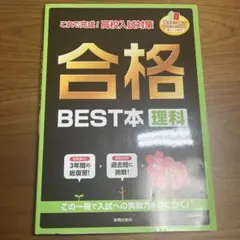 これで完成！高校入試対策
合格
BEST本 理科
3年間の
総復習！
過去問に
挑戦！
この一冊で入試への実戦力を身につく！